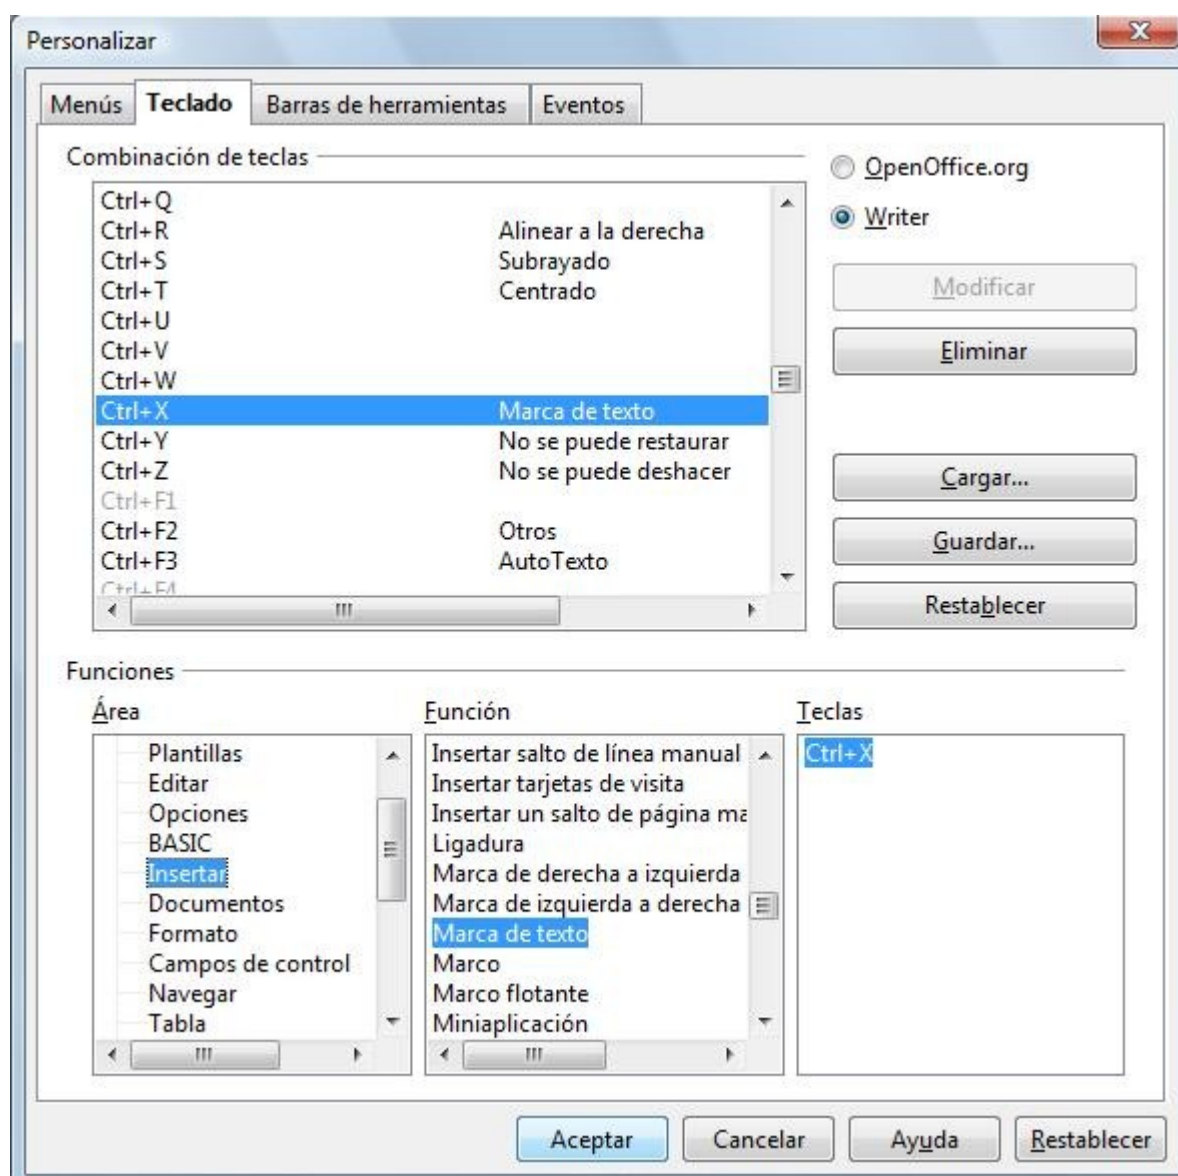 Personalizar
Menús Teclado Barras de herramientas Eventos
Combinación de teclas
Ctrl+Q
Ctrl+R Alinear a la derecha
Ctrl+S Subrayado
Ctrl+T Centrado
Ctrl+U
Ctrl+V
Ctrl+W
Ctrl+X Marca de texto
Ctrl+Y No se puede restaurar
Ctrl+Z No se puede deshacer
Ctrl+F1
Ctrl+F2 Otros
Ctrl+F3 AutoTexto
Ctrl+F4
OpenOffice.org
Writer
Modificar
Eliminar
Cargar...
Guardar...
Restablecer
Funciones
Área
Plantillas
Editar
Opciones
BASIC
Insertar
Documentos
Formato
Campos de control
Navegar
Tabla
Función
Insertar salto de línea manual
Insertar tarjetas de visita
Insertar un salto de página ma
Ligadura
Marca de derecha a izquierda
Marca de izquierda a derecha
Marca de texto
Marco
Marco flotante
Miniaplicación
Teclas
Ctrl+X
Aceptar Cancelar Ayuda Restablecer